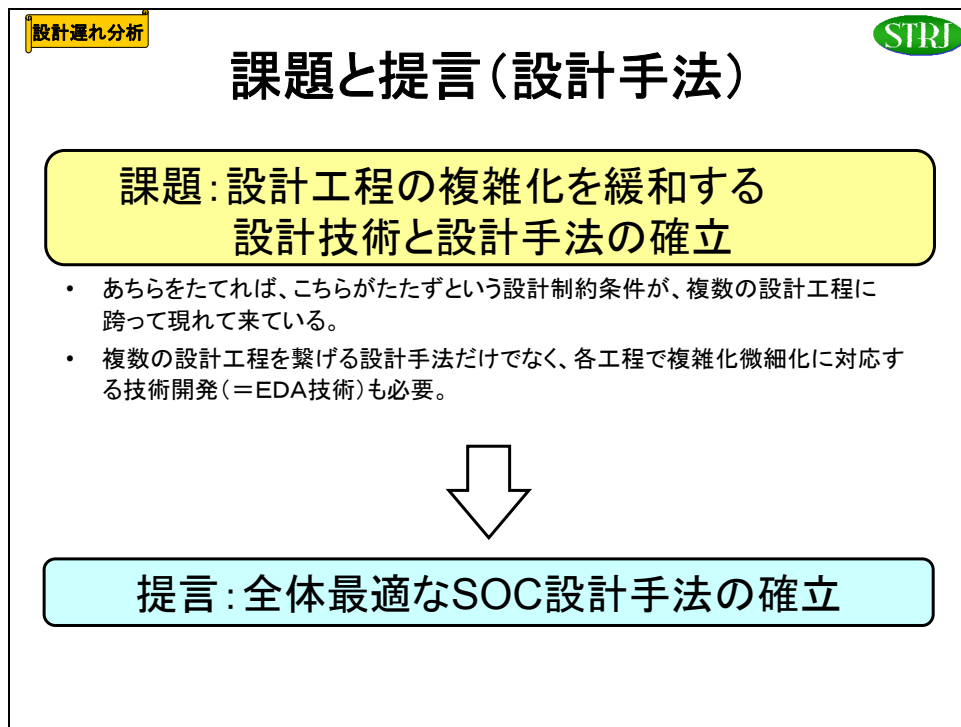 設計遅れ分析
STRJ
課題と提言（設計手法）
課題：設計工程の複雑化を緩和する
設計技術と設計手法の確立
• あちらをたてれば、こちらがたたずという設計制約条件が、複数の設計工程に
跨って現れて来ている。
• 複数の設計工程を繋げる設計手法だけでなく、各工程で複雑化微細化に対応す
る技術開発（＝ＥＤＡ技術）も必要。
提言：全体最適なSOC設計手法の確立